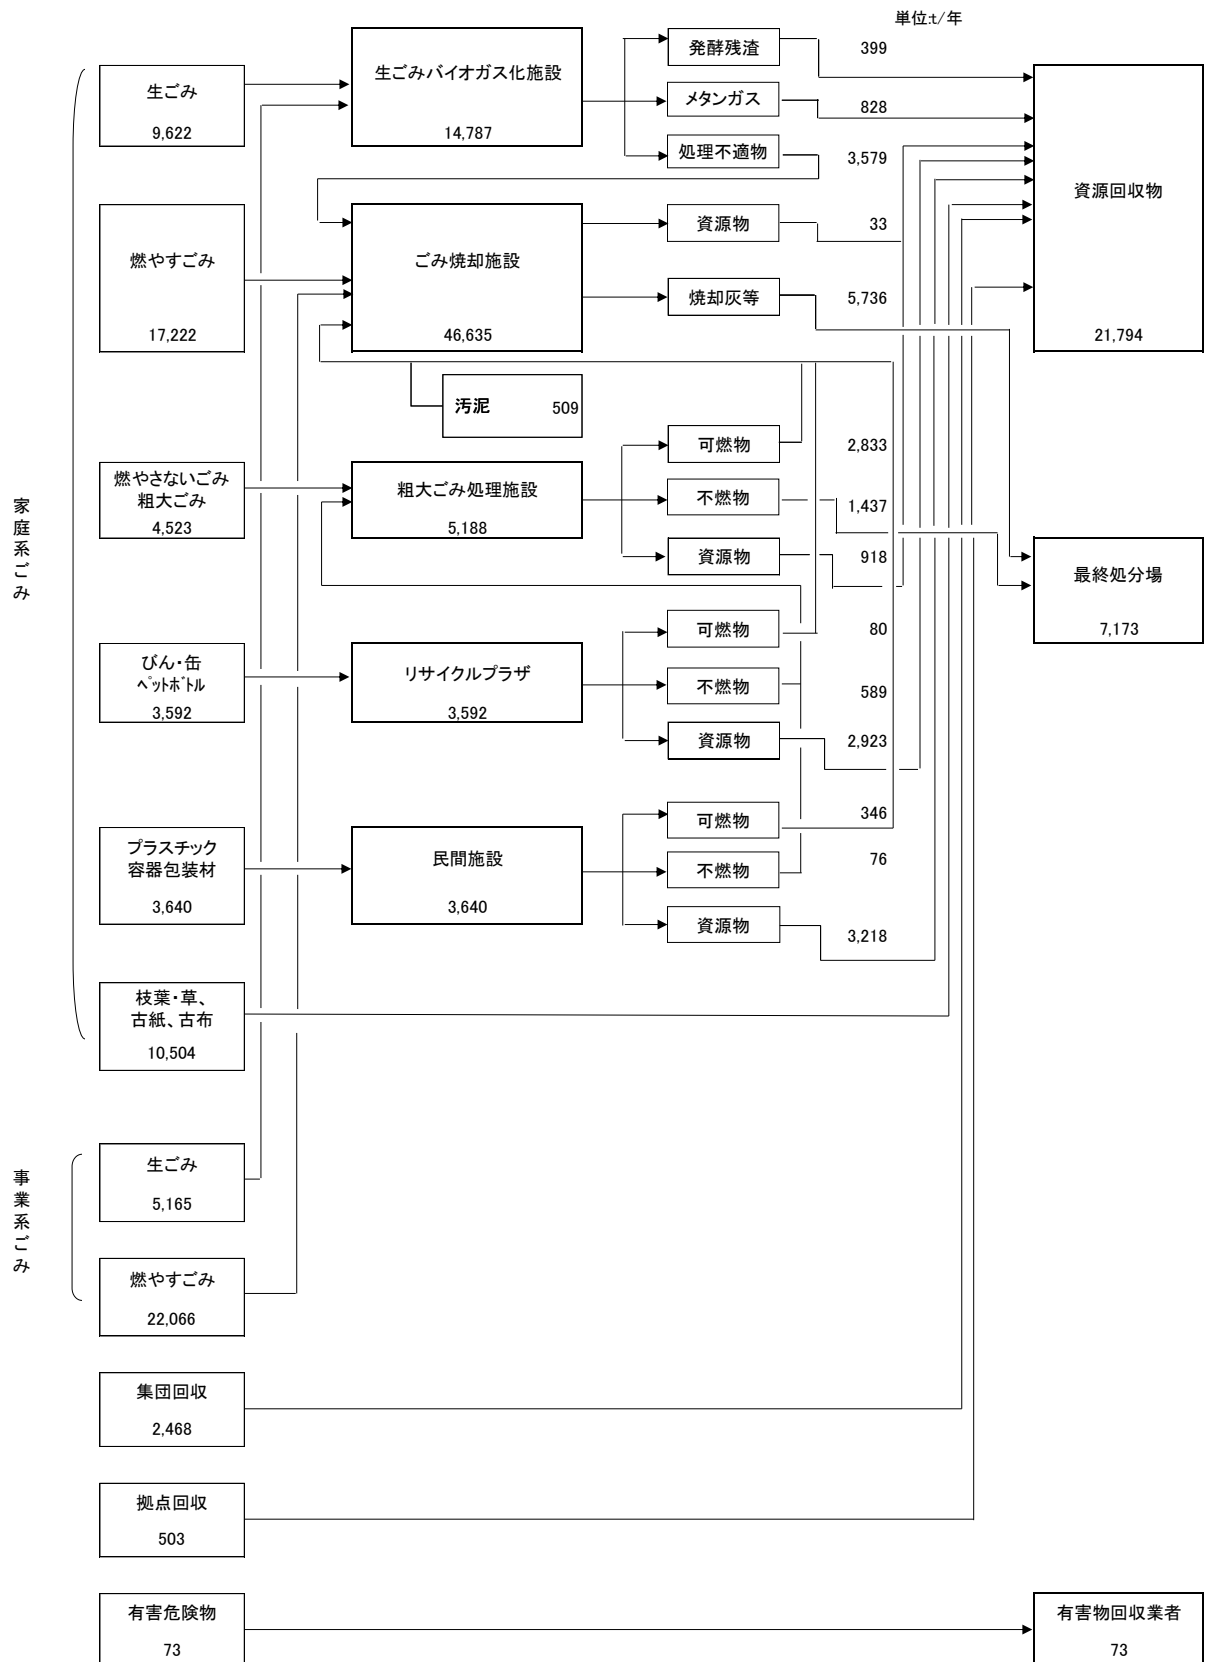 単位:t/年
家庭系ごみ
生ごみ
9,622
燃やすごみ
17,222
燃やさないごみ
粗大ごみ
4,523
びん・缶
ペットボトル
3,592
プラスチック
容器包装材
3,640
枝葉・草、
古紙、古布
10,504
事業系ごみ
生ごみ
5,165
燃やすごみ
22,066
集団回収
2,468
拠点回収
503
有害危険物
73
生ごみバイオガス化施設
14,787
ごみ焼却施設
46,635
汚泥 509
粗大ごみ処理施設
5,188
リサイクルプラザ
3,592
民間施設
3,640
発酵残渣 399
メタンガス 828
処理不適物 3,579
資源物 33
焼却灰等 5,736
可燃物 2,833
不燃物 1,437
資源物 918
可燃物 80
不燃物 589
資源物 2,923
可燃物 346
不燃物 76
資源物 3,218
資源回収物
21,794
最終処分場
7,173
有害物回収業者
73